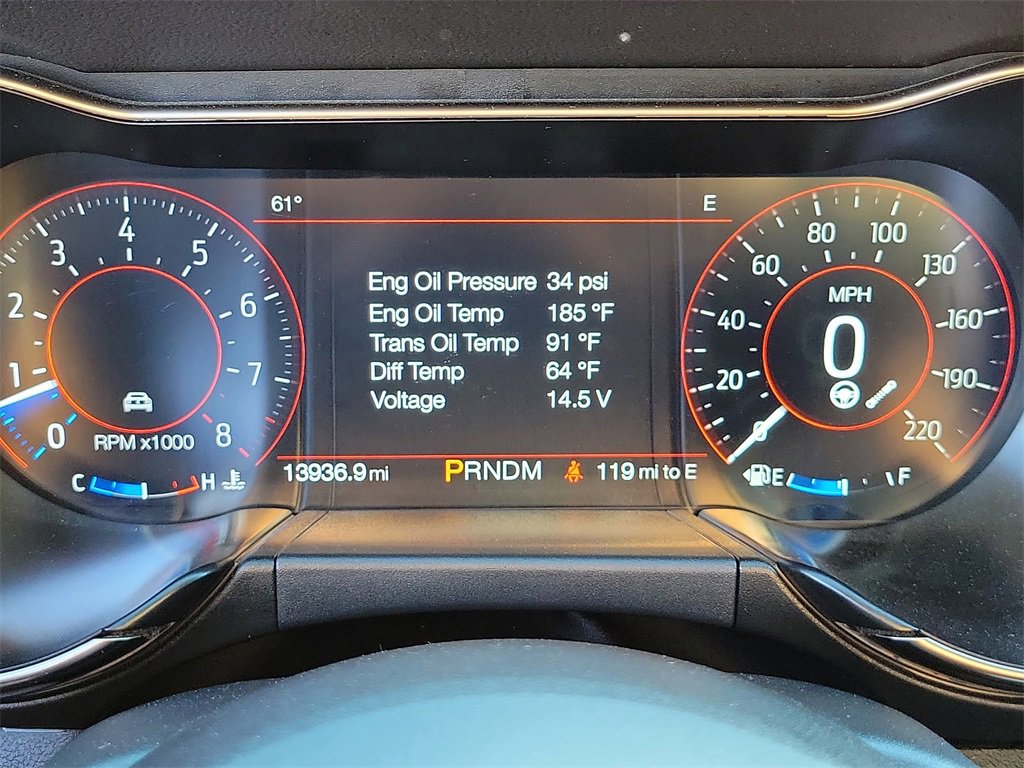 61° E
Eng Oil Pressure 34 psi
Eng Oil Temp 185 °F
Trans Oil Temp 91 °F
Diff Temp 64 °F
Voltage 14.5 V
13936.9 mi PRNDM 119 mi to E
0
1
2
3
4
5
6
7
8
RPM x1000
C H
MPH
0
0
20
40
60
80
100
130
160
190
220
E F